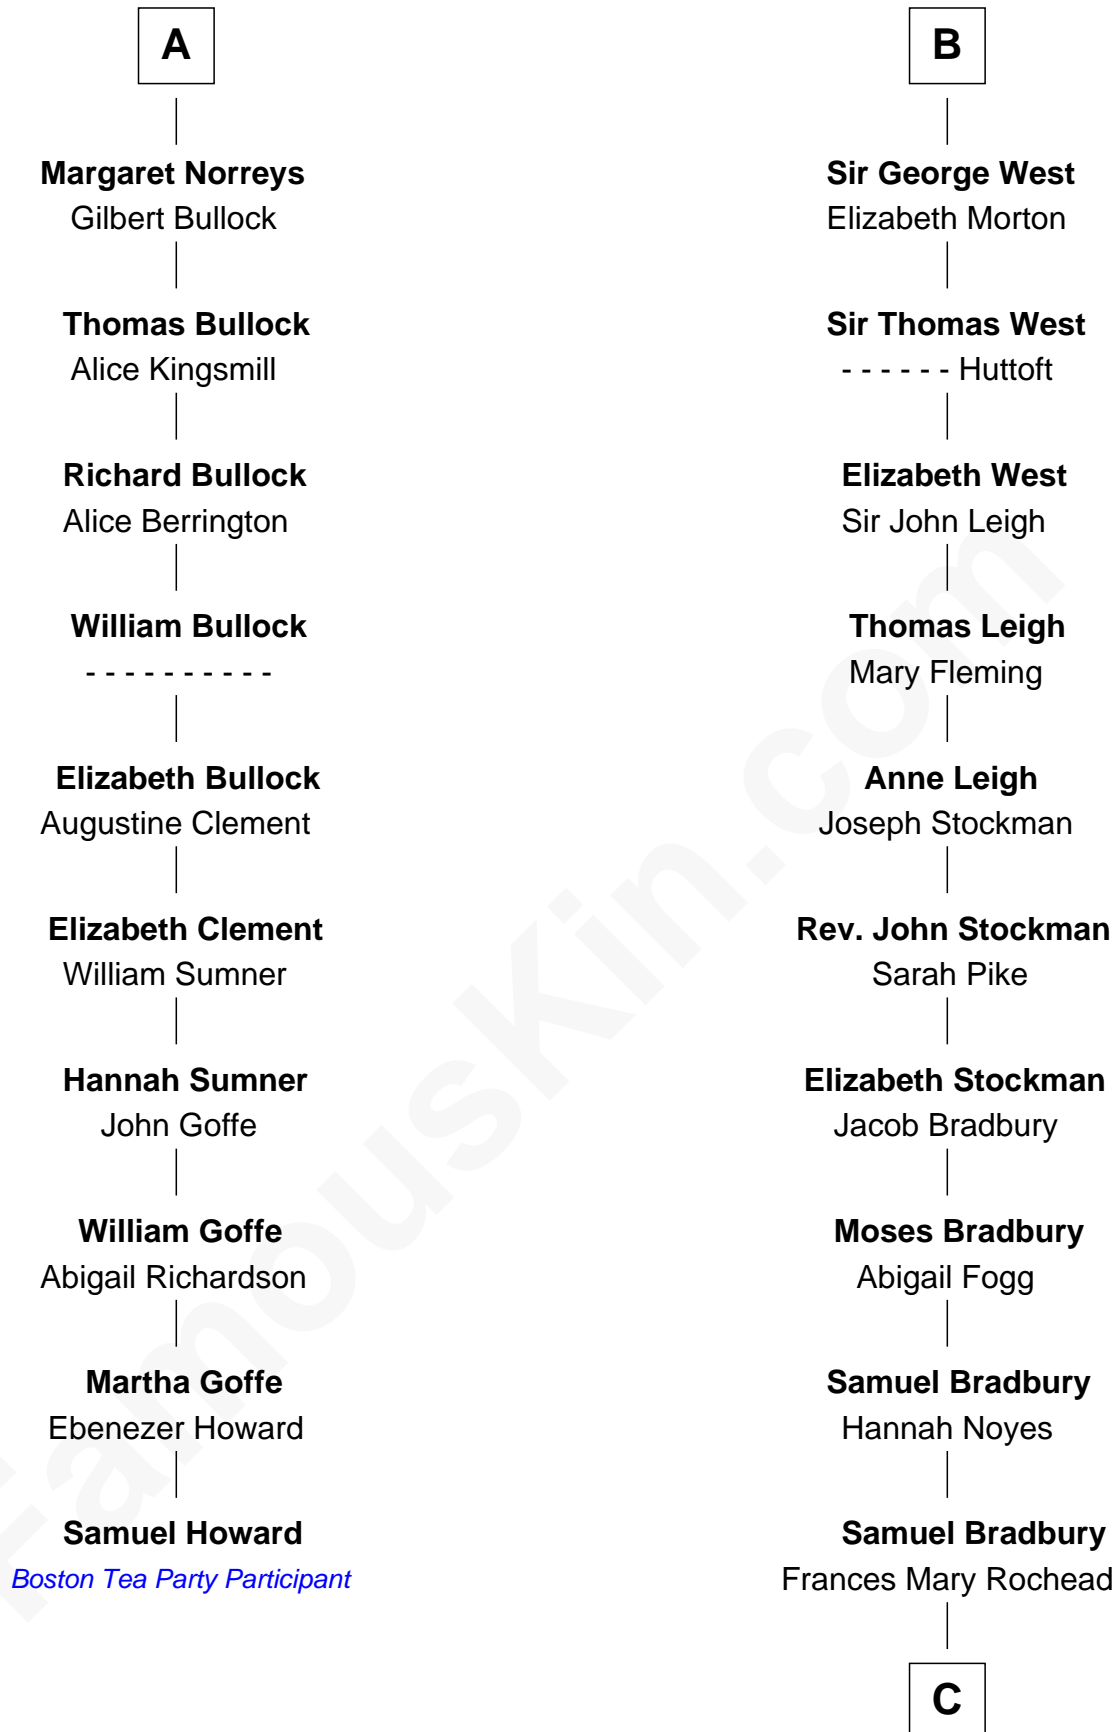 A
Margaret Norreys
Gilbert Bullock
Thomas Bullock
Alice Kingsmill
Richard Bullock
Alice Berrington
William Bullock
- - - - - - - - - -
Elizabeth Bullock
Augustine Clement
Elizabeth Clement
William Sumner
Hannah Sumner
John Goffe
William Goffe
Abigail Richardson
Martha Goffe
Ebenezer Howard
Samuel Howard
Boston Tea Party Participant
B
Sir George West
Elizabeth Morton
Sir Thomas West
- - - - - - Huttoft
Elizabeth West
Sir John Leigh
Thomas Leigh
Mary Fleming
Anne Leigh
Joseph Stockman
Rev. John Stockman
Sarah Pike
Elizabeth Stockman
Jacob Bradbury
Moses Bradbury
Abigail Fogg
Samuel Bradbury
Hannah Noyes
Samuel Bradbury
Frances Mary Rochead
C
FamousKin.com